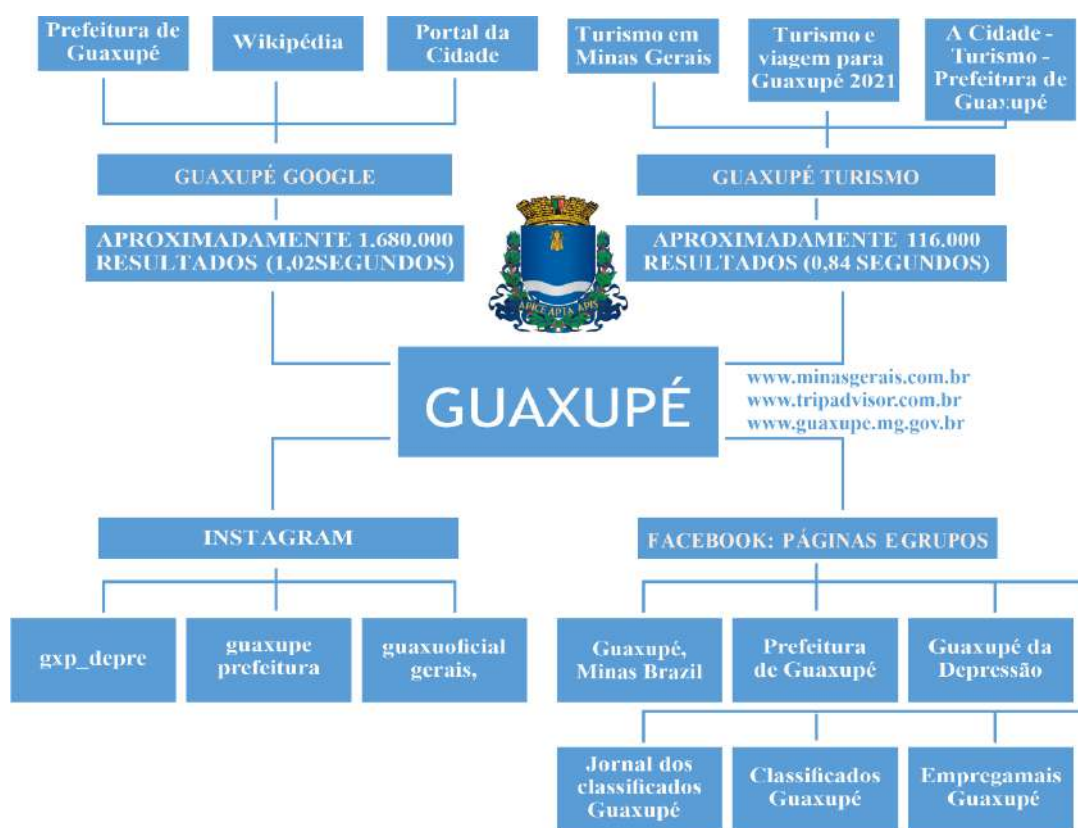 Prefeitura de
Guaxupé
Wikipédia
Portal da
Cidade
Turismo em
Minas Gerais
Turismo e
viagem para
Guaxupé 2021
A Cidade -
Turismo -
Prefeitura de
Guaxupé
GUAXUPÉ GOOGLE
GUAXUPÉ TURISMO
APROXIMADAMENTE 1.680.000
RESULTADOS (1,02SEGUNDOS)
APROXIMADAMENTE 116.000
RESULTADOS (0,84 SEGUNDOS)
APICE APTA APIS
GUAXUPÉ
www.minasgerais.com.br
www.tripadvisor.com.br
www.guaxupe.mg.gov.br
INSTAGRAM
FACEBOOK: PÁGINAS EGRUPOS
gxp_depre
guaxupe
prefeitura
guaxuoficial
gerais,
Guaxupé,
Minas Brazil
Prefeitura
de Guaxupé
Guaxupé da
Depressão
Jornal dos
classificados
Guaxupé
Classificados
Guaxupé
Empregamais
Guaxupé